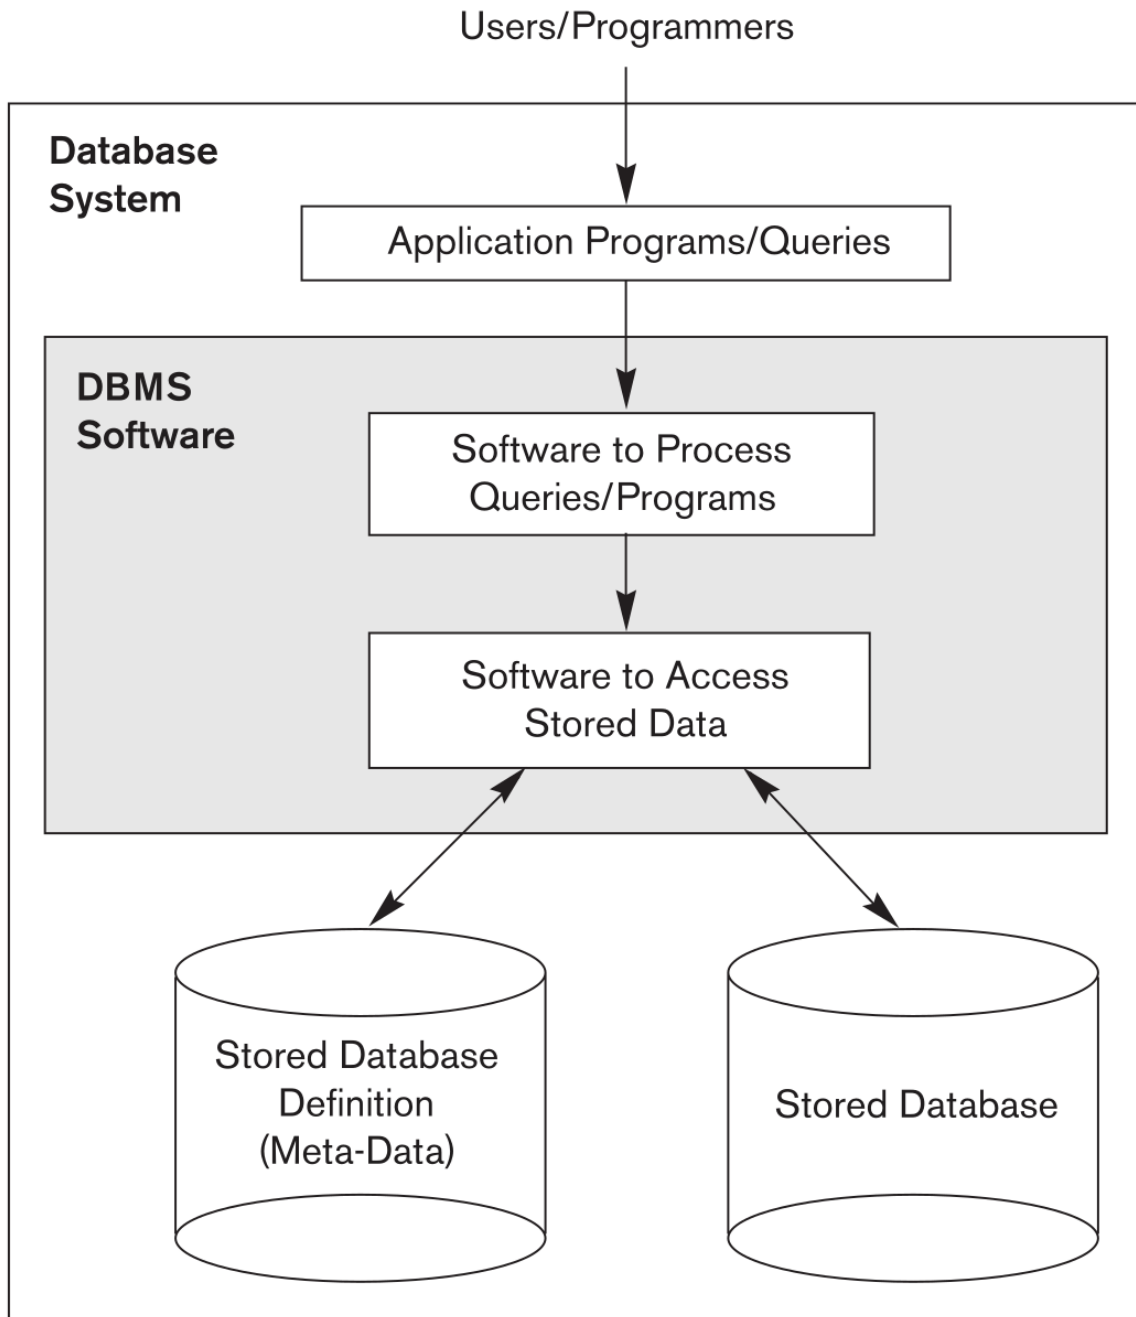 Users/Programmers
Database
System
Application Programs/Queries
DBMS
Software
Software to Process
Queries/Programs
Software to Access
Stored Data
Stored Database
Definition
(Meta-Data)
Stored Database